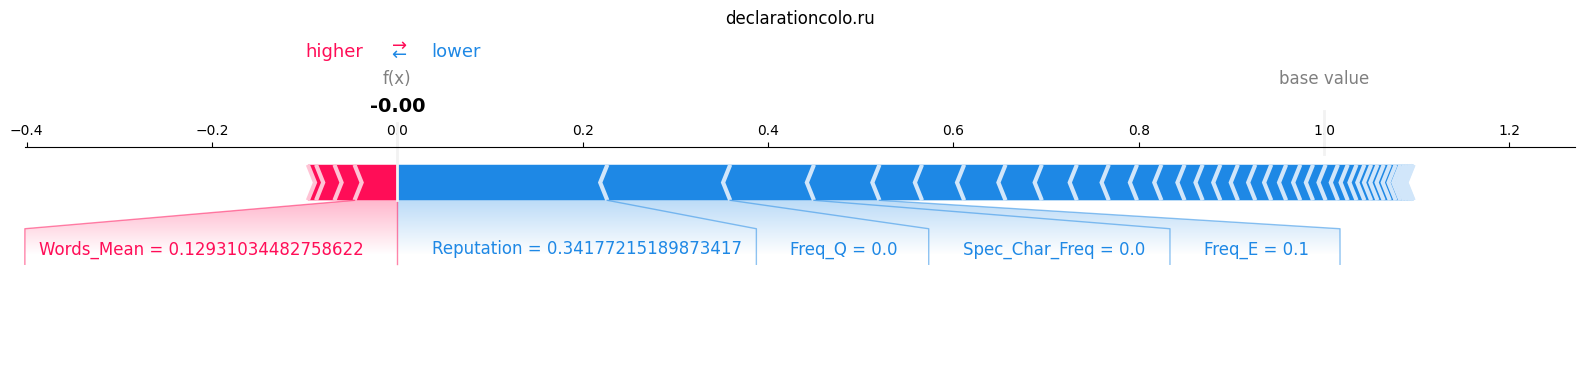 declarationcolo.ru
higher → ← lower
f(x) base value
-0.00
−0.4 −0.2 0.0 0.2 0.4 0.6 0.8 1.0 1.2
Words_Mean = 0.12931034482758622 Reputation = 0.34177215189873417 Freq_Q = 0.0 Spec_Char_Freq = 0.0 Freq_E = 0.1